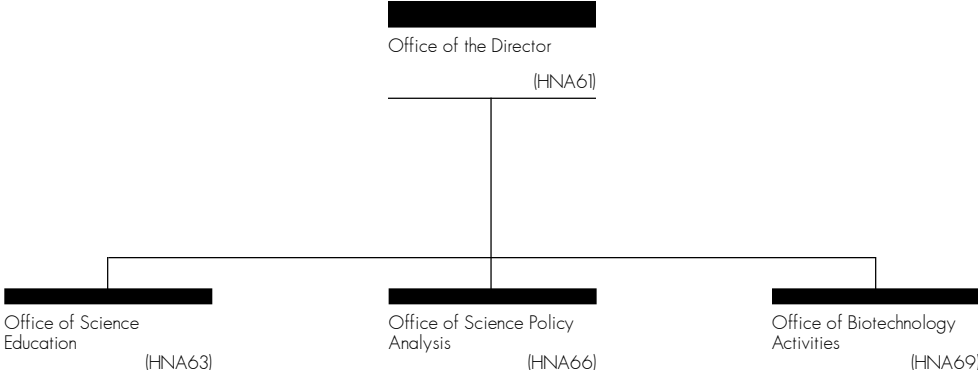 Office of the Director
(HNA61)
Office of Science
Education
(HNA63)
Office of Science Policy
Analysis
(HNA66)
Office of Biotechnology
Activities
(HNA69)